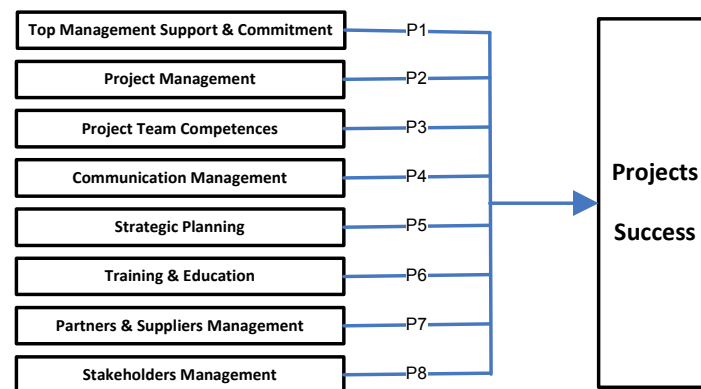 Top Management Support & Commitment
P1
Project Management
P2
Project Team Competences
P3
Communication Management
P4
Strategic Planning
P5
Training & Education
P6
Partners & Suppliers Management
P7
Stakeholders Management
P8
Projects
Success